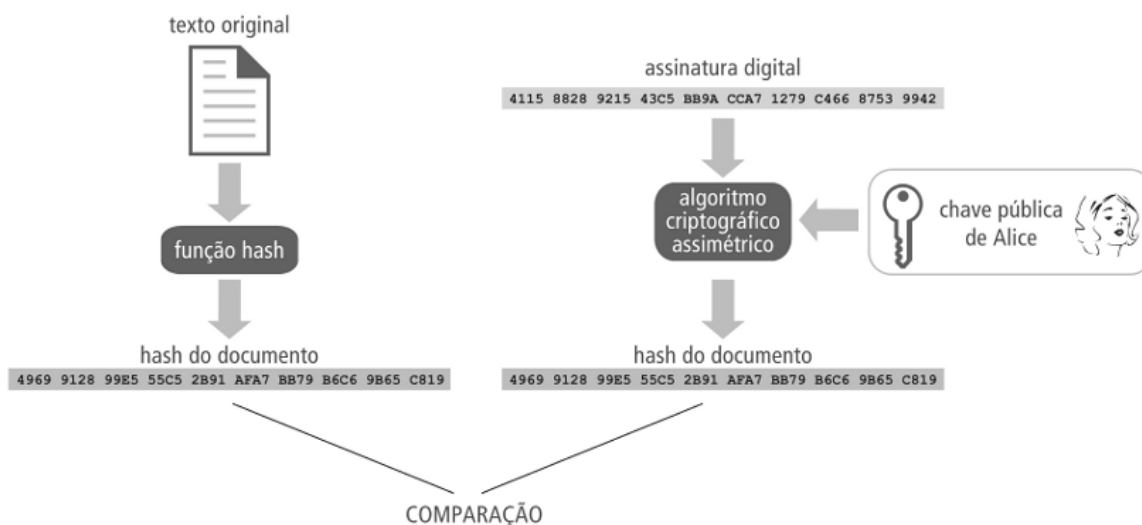 texto original
função hash
hash do documento
4969 9128 99E5 55C5 2B91 AFA7 BB79 B6C6 9B65 C819
assinatura digital
4115 8828 9215 43C5 BB9A CCA7 1279 C466 8753 9942
algoritmo
criptográfico
assimétrico
chave pública
de Alice
hash do documento
4969 9128 99E5 55C5 2B91 AFA7 BB79 B6C6 9B65 C819
COMPARAÇÃO